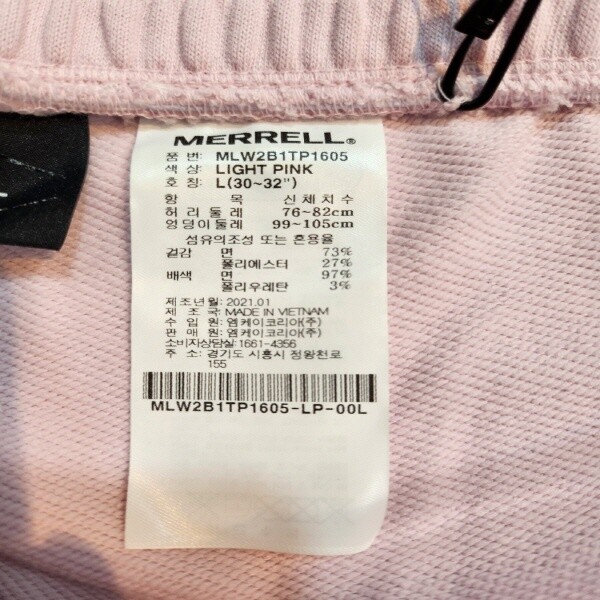 MERRELL®
품 번: MLW2B1TP1605
색 상: LIGHT PINK
호 칭: L(30~32")
항 목 신체치수
허리둘레 76~82cm
엉덩이둘레 99~105cm
섬유의조성 또는 혼용율
겉감 면 73%
폴리에스터 27%
배색 면 97%
폴리우레탄 3%
제조년월: 2021.01
제 조 국: MADE IN VIETNAM
수 입 원: 엠케이코리아(주)
판 매 원: 엠케이코리아(주)
소비자상담실: 1661-4356
주 소: 경기도 시흥시 정왕천로
155
MLW2B1TP1605-LP-00L